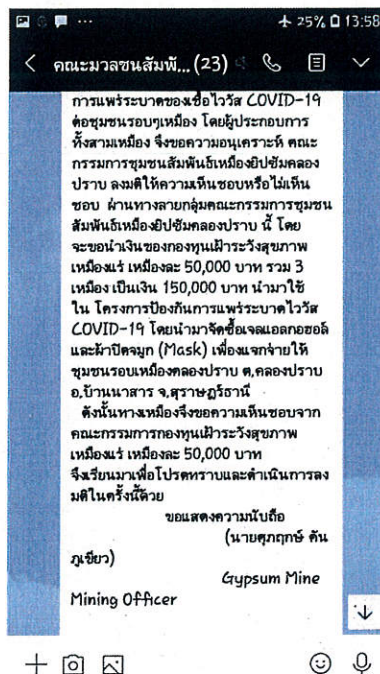 25% 13:58
คณะมวลชนสัมพั... (23)
การแพร่ระบาดของเชื้อไวรัส COVID-19
ต่อชุมชนรอบๆเหมือง โดยผู้ประกอบการ
ทั้งสามเหมือง จึงขอความอนุเคราะห์ คณะ
กรรมการชุมชนสัมพันธ์เหมืองยิปซัมคลอง
ปราบ ลงมติให้ความเห็นชอบหรือไม่เห็น
ชอบ ผ่านทางลายกลุ่มคณะกรรมการชุมชน
สัมพันธ์เหมืองยิปซัมคลองปราบ นี้ โดย
จะขอนำเงินของกองทุนเฝ้าระวังสุขภาพ
เหมืองแร่ เหมืองละ 50,000 บาท รวม 3
เหมือง เป็นเงิน 150,000 บาท นำมาใช้
ใน โครงการป้องกันการแพร่ระบาดไวรัส
COVID-19 โดยนำมาจัดซื้อเจลแอลกอฮอล์
และผ้าปิดจมูก (Mask) เพื่องแจกจ่ายให้
ชุมชนรอบเหมืองคลองปราบ ต.คลองปราบ
อ.บ้านนาสาร จ.สุราษฎร์ธานี
ดังนั้นทางเหมืองจึงขอความเห็นชอบจาก
คณะกรรมการกองทุนเฝ้าระวังสุขภาพ
เหมืองแร่ เหมืองละ 50,000 บาท
จึงเรียนมาเพื่อโปรดทราบและดำเนินการลง
มติในครั้งนี้ด้วย
ขอแสดงความนับถือ
(นายศุภฤกษ์ คัน
ภูเขียว)
Gypsum Mine
Mining Officer